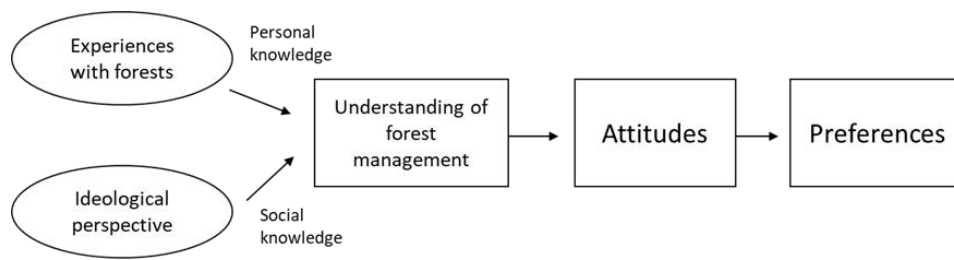 Experiences
with forests
Personal
knowledge
Understanding of
forest
management
Attitudes
Preferences
Ideological
perspective
Social
knowledge